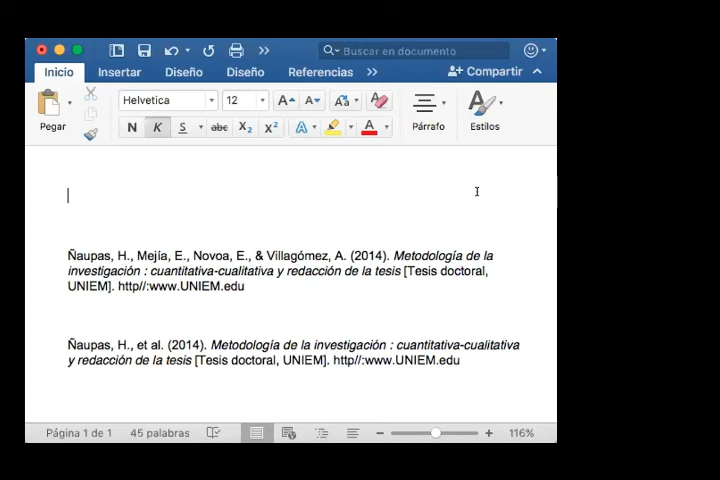 Buscar en documento
Inicio Insertar Diseño Diseño Referencias Compartir
Helvetica 12
Pegar N K S abc X2 X² A A Párrafo Estilos
Ñaupas, H., Mejía, E., Novoa, E., & Villagómez, A. (2014). Metodología de la
investigación : cuantitativa-cualitativa y redacción de la tesis [Tesis doctoral,
UNIEM]. http//:www.UNIEM.edu
Ñaupas, H., et al. (2014). Metodología de la investigación : cuantitativa-cualitativa
y redacción de la tesis [Tesis doctoral, UNIEM]. http//:www.UNIEM.edu
Página 1 de 1 45 palabras 116%